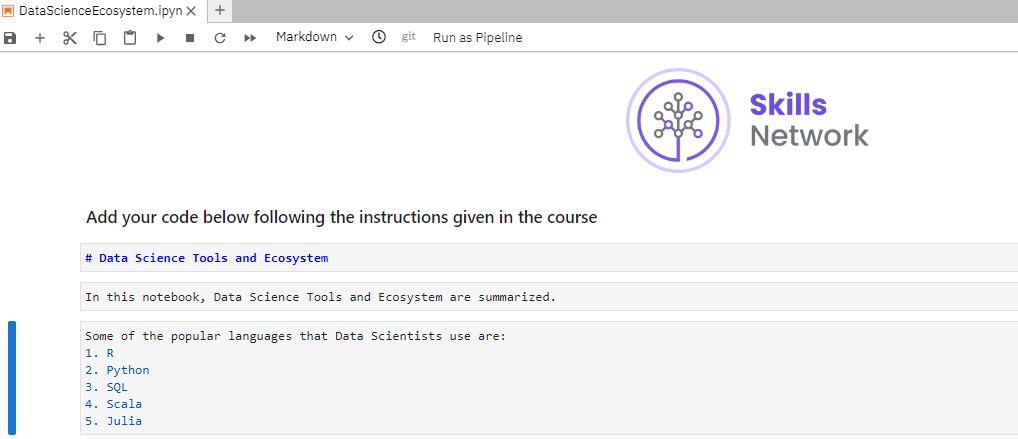 DataScienceEcosystem.ipyn
Markdown git Run as Pipeline
Skills
Network
Add your code below following the instructions given in the course
# Data Science Tools and Ecosystem
In this notebook, Data Science Tools and Ecosystem are summarized.
Some of the popular languages that Data Scientists use are:
1. R
2. Python
3. SQL
4. Scala
5. Julia